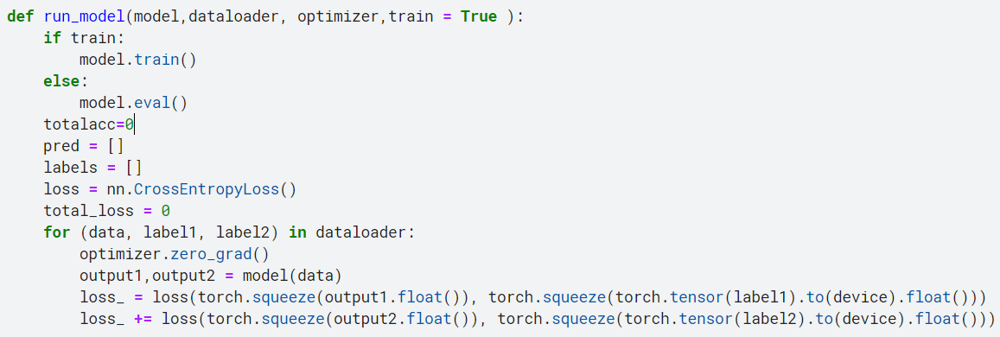 def run_model(model,dataloader, optimizer,train = True ):
    if train:
        model.train()
    else:
        model.eval()
    totalacc=0
    pred = []
    labels = []
    loss = nn.CrossEntropyLoss()
    total_loss = 0
    for (data, label1, label2) in dataloader:
        optimizer.zero_grad()
        output1,output2 = model(data)
        loss_ = loss(torch.squeeze(output1.float()), torch.squeeze(torch.tensor(label1).to(device).float()))
        loss_ += loss(torch.squeeze(output2.float()), torch.squeeze(torch.tensor(label2).to(device).float()))